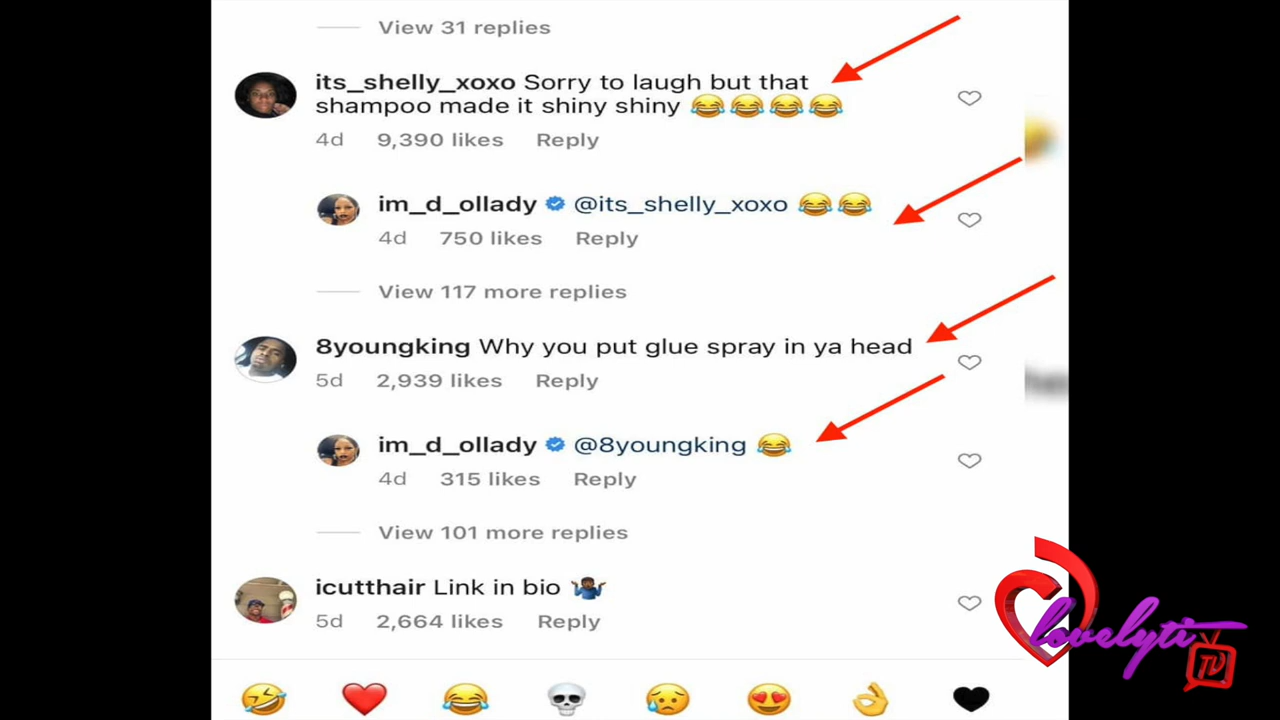 View 31 replies
its_shelly_xoxo Sorry to laugh but that
shampoo made it shiny shiny 😂😂😂😂
4d 9,390 likes Reply
im_d_ollady @its_shelly_xoxo 😂😂
4d 750 likes Reply
View 117 more replies
8youngking Why you put glue spray in ya head
5d 2,939 likes Reply
im_d_ollady @8youngking 😂
4d 315 likes Reply
View 101 more replies
icutthair Link in bio 🤷🏾‍♂️
5d 2,664 likes Reply
lovelyti
TV